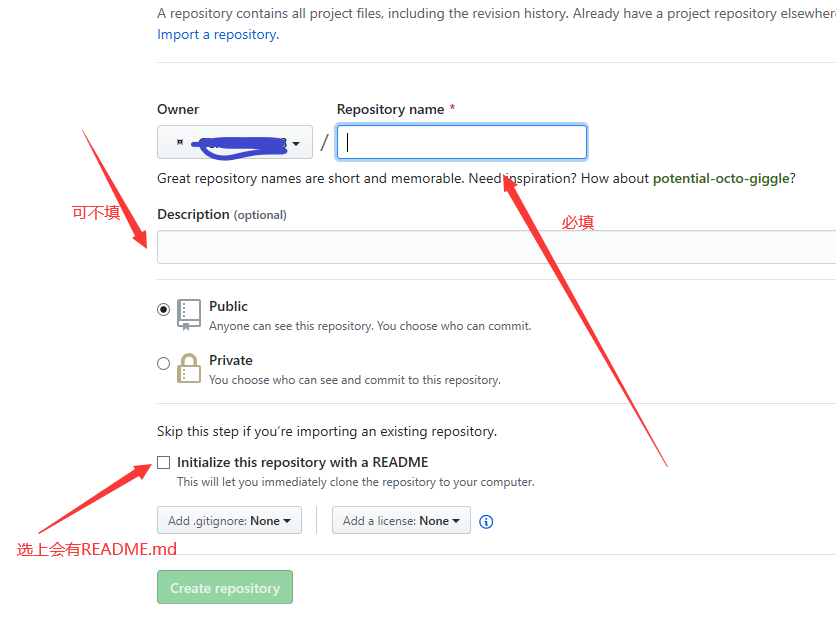 A repository contains all project files, including the revision history. Already have a project repository
Import a repository.
Owner
Repository name *
/
Great repository names are short and memorable. Need inspiration? How about potential-octo-giggle?
可不填
必填
Description (optional)
Public
Anyone can see this repository. You choose who can commit.
Private
You choose who can see and commit to this repository.
Skip this step if you're importing an existing repository.
Initialize this repository with a README
This will let you immediately clone the repository to your computer.
Add .gitignore: None
Add a license: None
选上会有README.md
Create repository